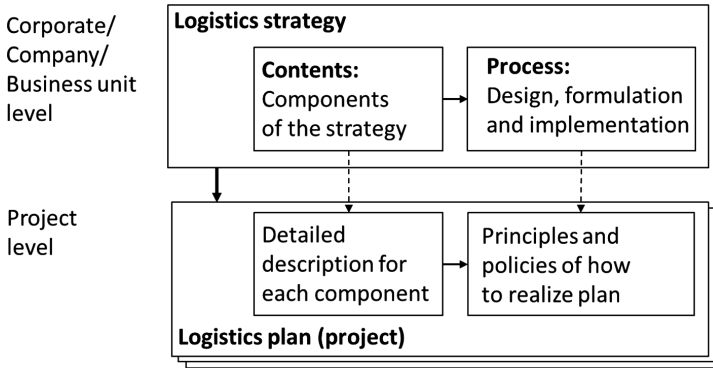 Corporate/
Company/
Business unit
level
Logistics strategy
Contents:
Components
of the strategy
Process:
Design, formulation
and implementation
Project
level
Detailed
description for
each component
Principles and
policies of how
to realize plan
Logistics plan (project)